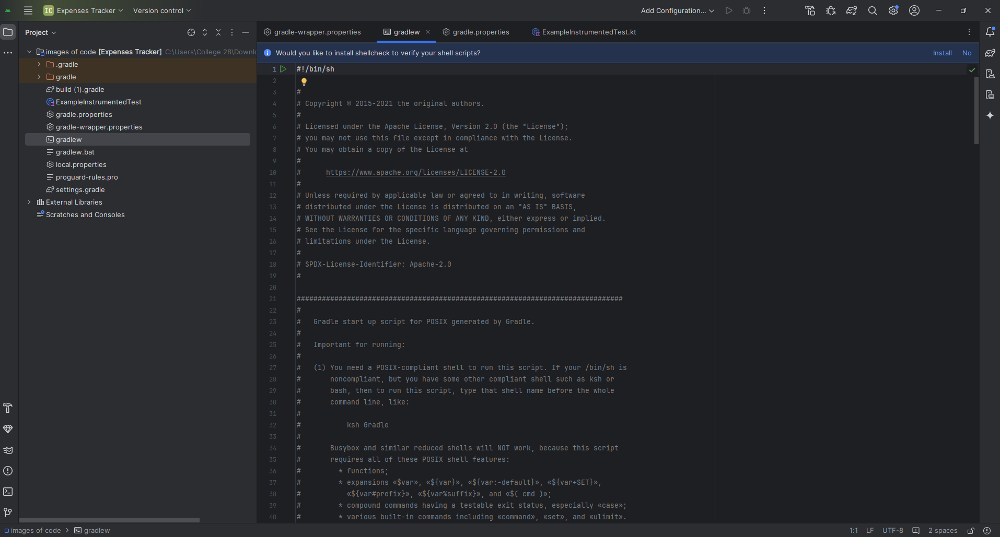 IC Expenses Tracker Version control Add Configuration...
Project
gradle-wrapper.properties gradlew gradle.properties ExampleInstrumentedTest.kt
images of code [Expenses Tracker] C:\Users\College 28\Downlo
.gradle
gradle
build (1).gradle
ExampleInstrumentedTest
gradle.properties
gradle-wrapper.properties
gradlew
gradlew.bat
local.properties
proguard-rules.pro
settings.gradle
External Libraries
Scratches and Consoles
Would you like to install shellcheck to verify your shell scripts? Install No
1 #!/bin/sh
2
3 #
4 # Copyright © 2015-2021 the original authors.
5 #
6 # Licensed under the Apache License, Version 2.0 (the "License");
7 # you may not use this file except in compliance with the License.
8 # You may obtain a copy of the License at
9 #
10 #      https://www.apache.org/licenses/LICENSE-2.0
11 #
12 # Unless required by applicable law or agreed to in writing, software
13 # distributed under the License is distributed on an "AS IS" BASIS,
14 # WITHOUT WARRANTIES OR CONDITIONS OF ANY KIND, either express or implied.
15 # See the License for the specific language governing permissions and
16 # limitations under the License.
17 #
18 # SPDX-License-Identifier: Apache-2.0
19 #
20
21 ##############################################################################
22 #
23 #   Gradle start up script for POSIX generated by Gradle.
24 #
25 #   Important for running:
26 #
27 #   (1) You need a POSIX-compliant shell to run this script. If your /bin/sh is
28 #       noncompliant, but you have some other compliant shell such as ksh or
29 #       bash, then to run this script, type that shell name before the whole
30 #       command line, like:
31 #
32 #           ksh Gradle
33 #
34 #       Busybox and similar reduced shells will NOT work, because this script
35 #       requires all of these POSIX shell features:
36 #         * functions;
37 #         * expansions «$var», «${var}», «${var:-default}», «${var+SET}»,
38 #           «${var#prefix}», «${var%suffix}», and «$( cmd )»;
39 #         * compound commands having a testable exit status, especially «case»;
40 #         * various built-in commands including «command», «set», and «ulimit».
images of code > gradlew 1:1 LF UTF-8 2 spaces